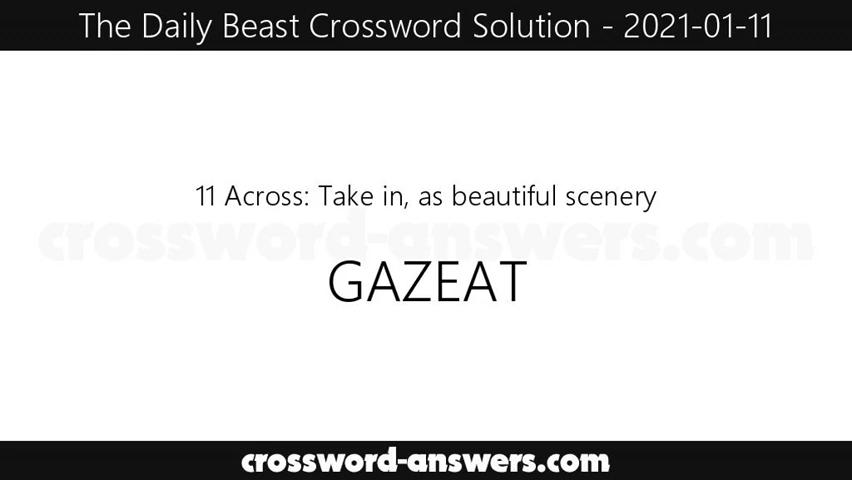 The Daily Beast Crossword Solution - 2021-01-11
11 Across: Take in, as beautiful scenery
crossword-answers.com
GAZEAT
crossword-answers.com